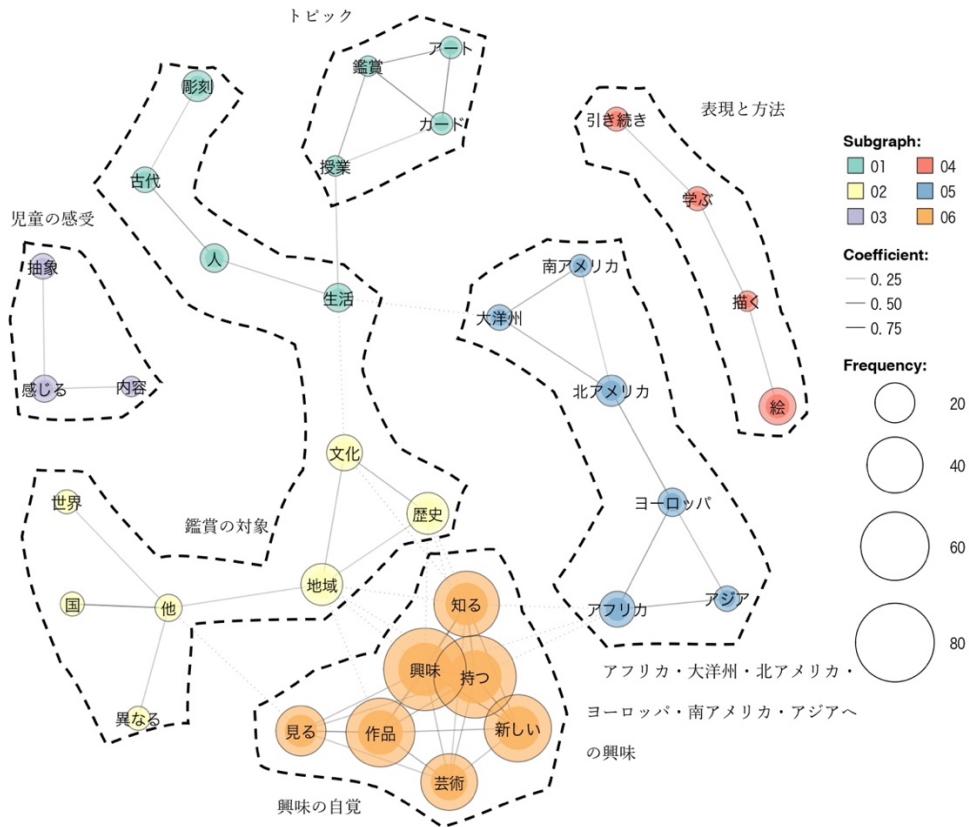 トピック
アート
鑑賞
カード
授業
彫刻
古代
人
生活
児童の感受
抽象
感じる
内容
表現と方法
引き続き
学ぶ
描く
絵
南アメリカ
大洋州
北アメリカ
ヨーロッパ
アフリカ
アジア
アフリカ・大洋州・北アメリカ・
ヨーロッパ・南アメリカ・アジアへ
の興味
文化
歴史
地域
鑑賞の対象
世界
国
他
異なる
知る
興味
持つ
見る
作品
新しい
芸術
興味の自覚
Subgraph:
01 04
02 05
03 06
Coefficient:
0.25
0.50
0.75
Frequency:
20
40
60
80